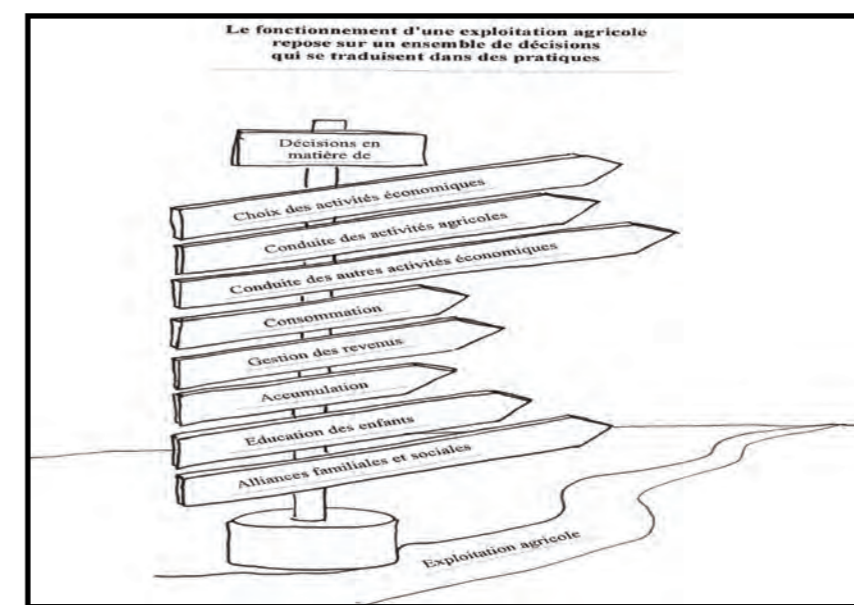 Le fonctionnement d'une exploitation agricole
repose sur un ensemble de décisions
qui se traduisent dans des pratiques
Décisions en
matière de
Choix des activités économiques
Conduite des activités agricoles
Conduite des autres activités économiques
Consommation
Gestion des revenus
Accumulation
Education des enfants
Alliances familiales et sociales
Exploitation agricole